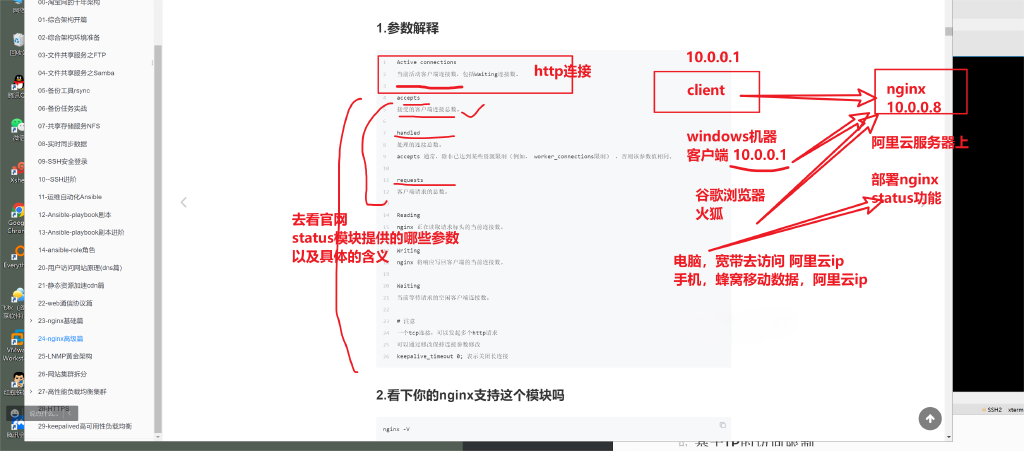 00-淘宝网的十年架构
01-综合架构开篇
02-综合架构环境准备
03-文件共享服务之FTP
04-文件共享服务之Samba
05-备份工具rsync
06-备份任务实战
07-共享存储服务NFS
08-实时同步数据
09-SSH安全登录
10--SSH进阶
11-运维自动化Ansible
12-Ansible-playbook剧本
13-Ansible-playbook剧本进阶
14-ansible-role角色
20-用户访问网站原理(dns篇)
21-静态资源加速cdn篇
22-web通信协议篇
23-nginx基础篇
24-nginx高级篇
25-LNMP黄金架构
26-网站集群拆分
27-高性能负载均衡集群
28-HTTPS
29-keepalived高可用性负载均衡
1.参数解释
1 Active connections
2 当前活动客户端连接数，包括Waiting连接数。
3
4 accepts
5 接受的客户端连接总数。
6
7 handled
8 处理的连接总数。
9 accepts 通常，除非已达到某些资源限制（例如， worker_connections限制），否则该参数值相同。
10
11 requests
12 客户端请求的总数。
Reading
nginx 正在读取请求标头的当前连接数。
Writing
nginx 将响应写回客户端的当前连接数。
Waiting
当前等待请求的空闲客户端连接数。
# 注意
一个tcp连接，可以发起多个http请求
可以通过修改保持连接参数修改
keepalive_timeout 0; 表示关闭长连接
2.看下你的nginx支持这个模块吗
nginx -V
http连接
去看官网
status模块提供的哪些参数
以及具体的含义
10.0.0.1
client
nginx
10.0.0.8
windows机器
客户端 10.0.0.1
阿里云服务器上
谷歌浏览器
火狐
部署nginx
status功能
电脑，宽带去访问 阿里云ip
手机，蜂窝移动数据，阿里云ip
SSH2 xterm